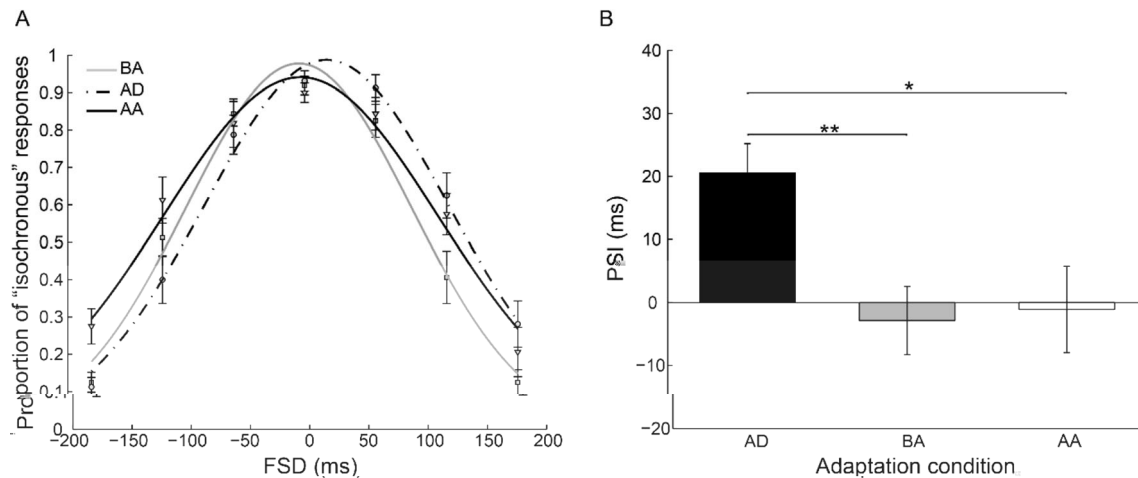 A
BA
AD
AA
Proportion of “isochronous” responses
1
0.9
0.8
0.7
0.6
0.5
0.4
0.3
0.2
0.1
0
−200 −150 −100 −50 0 50 100 150 200
FSD (ms)
B
PSI (ms)
40
30
20
10
0
−10
−20
*
**
AD BA AA
Adaptation condition